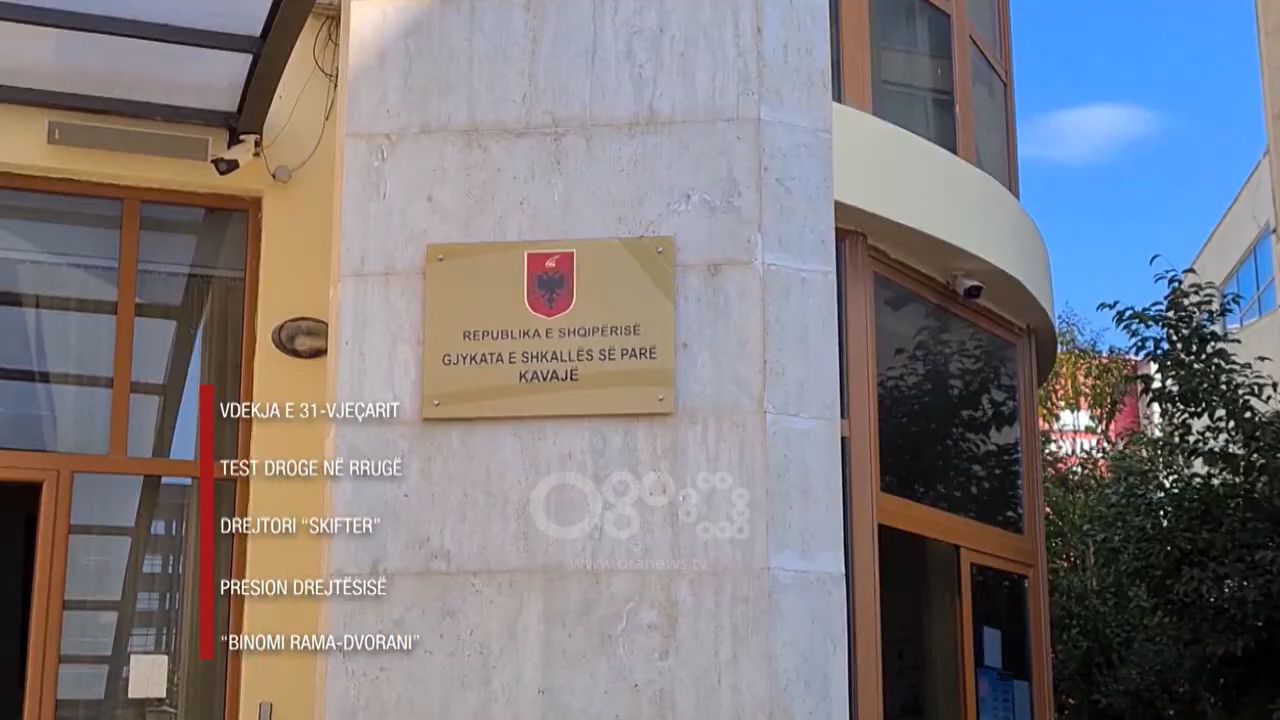 REPUBLIKA E SHQIPËRISË
GJYKATA E SHKALLËS SË PARË
KAVAJË
VDEKJA E 31-VJEÇARIT
TEST DROGE NË RRUGË
DREJTORI “SKIFTER”
PRESION DREJTËSISË
“BINOMI RAMA-DVORANI”
www.oranews.tv